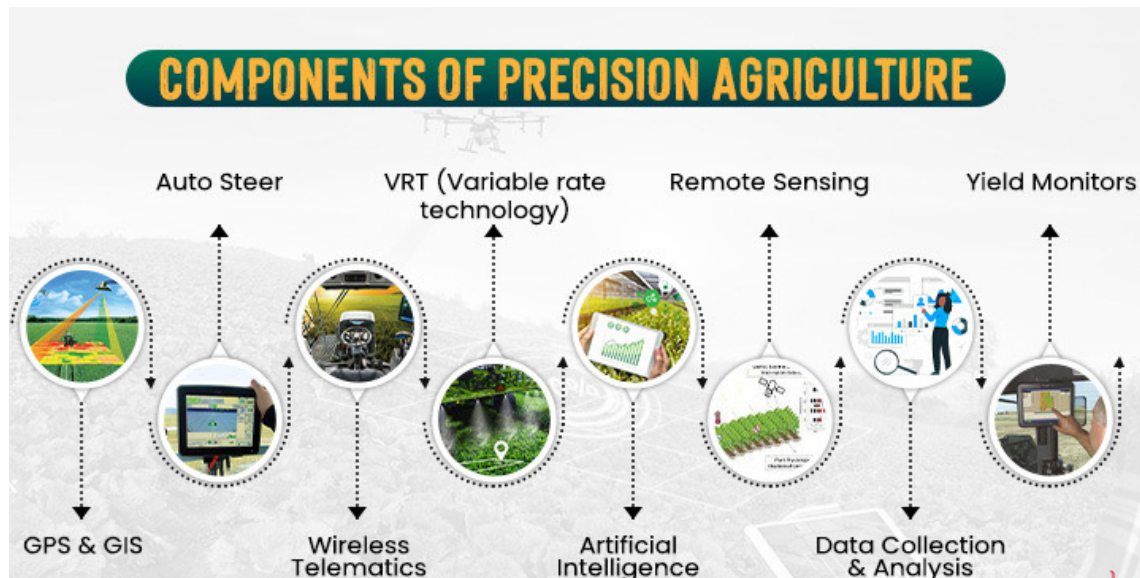 COMPONENTS OF PRECISION AGRICULTURE
Auto Steer
VRT (Variable rate
technology)
Remote Sensing
Yield Monitors
GPS & GIS
Wireless
Telematics
Artificial
Intelligence
Data Collection
& Analysis